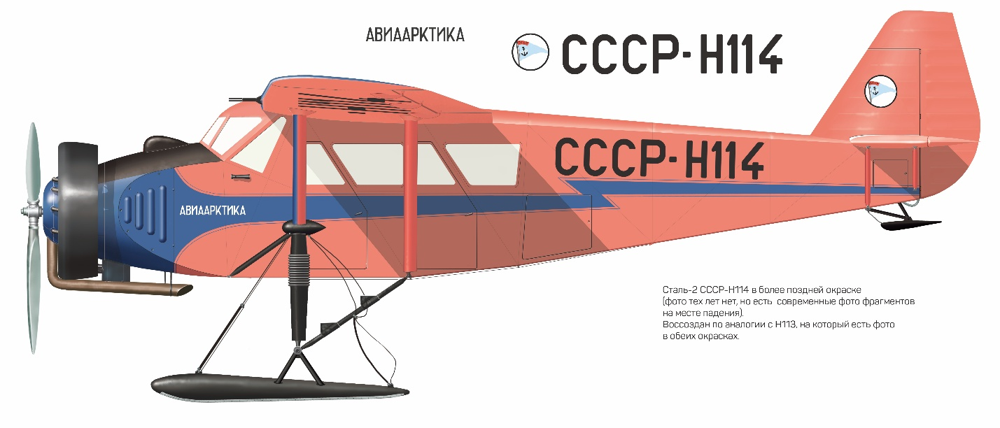 АВИААРКТИКА
СССР-Н114
СССР-Н114
АВИААРКТИКА
Сталь-2 СССР-Н114 в более поздней окраске
(фото тех лет нет, но есть современные фото фрагментов
на месте падения).
Воссоздан по аналогии с Н113, на который есть фото
в обеих окрасках.